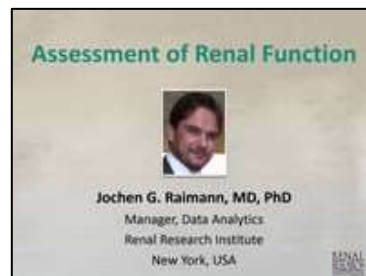 Assessment of Renal Function
Jochen G. Raimann, MD, PhD
Manager, Data Analytics
Renal Research Institute
New York, USA